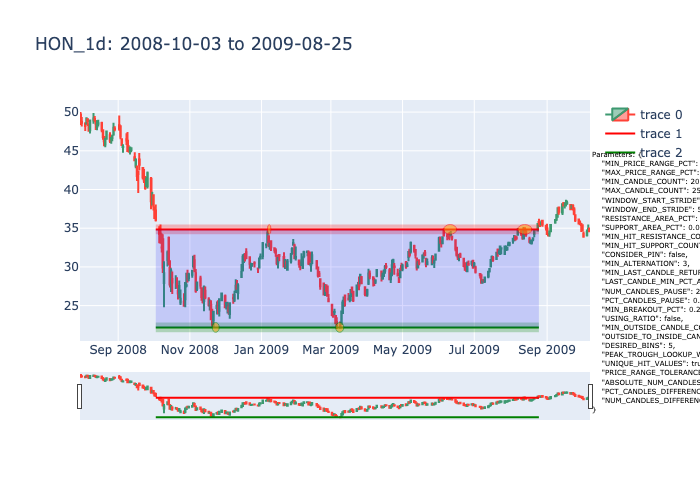 HON_1d: 2008-10-03 to 2009-08-25
50
45
40
35
30
25
Sep 2008
Nov 2008
Jan 2009
Mar 2009
May 2009
Jul 2009
Sep 2009
trace 0
trace 1
trace 2
Parameters: {
"MIN_PRICE_RANGE_PCT":
"MAX_PRICE_RANGE_PCT":
"MIN_CANDLE_COUNT": 20
"MAX_CANDLE_COUNT": 25
"WINDOW_START_STRIDE"
"WINDOW_END_STRIDE": 5
"RESISTANCE_AREA_PCT":
"SUPPORT_AREA_PCT": 0.0
"MIN_HIT_RESISTANCE_CO
"MIN_HIT_SUPPORT_COUNT
"CONSIDER_PIN": false,
"MIN_ALTERNATION": 3,
"MIN_LAST_CANDLE_RETUR
"LAST_CANDLE_MIN_PCT_A
"NUM_CANDLES_PAUSE": 2
"PCT_CANDLES_PAUSE": 0.
"MIN_BREAKOUT_PCT": 0.2
"USING_RATIO": false,
"MIN_OUTSIDE_CANDLE_CO
"OUTSIDE_TO_INSIDE_CAN
"DESIRED_BINS": 5,
"PEAK_TROUGH_LOOKUP_W
"UNIQUE_HIT_VALUES": tru
"PRICE_RANGE_TOLERANC
"ABSOLUTE_NUM_CANDLES
"PCT_CANDLES_DIFFERENC
"NUM_CANDLES_DIFFEREN
}